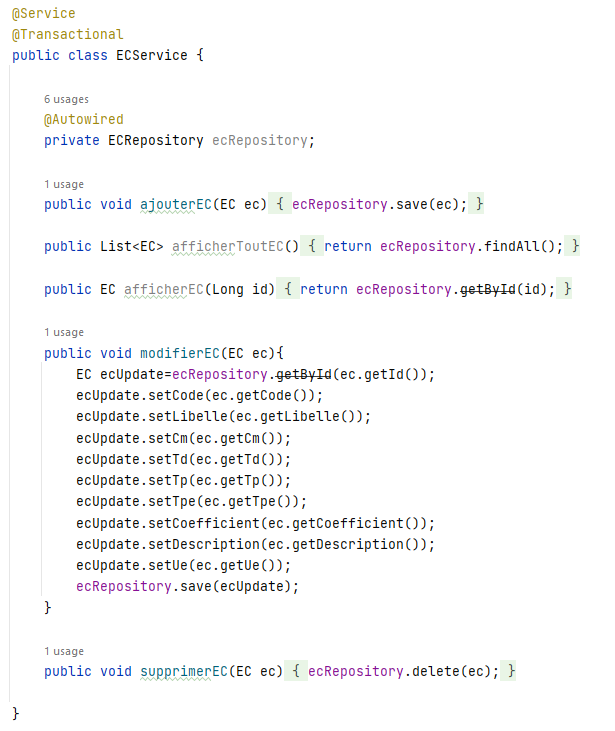 @Service
@Transactional
public class ECService {
6 usages
@Autowired
private ECRepository ecRepository;
1 usage
public void ajouterEC(EC ec) { ecRepository.save(ec); }
public List<EC> afficherToutEC() { return ecRepository.findAll(); }
public EC afficherEC(Long id) { return ecRepository.getById(id); }
1 usage
public void modifierEC(EC ec){
EC ecUpdate=ecRepository.getById(ec.getId());
ecUpdate.setCode(ec.getCode());
ecUpdate.setLibelle(ec.getLibelle());
ecUpdate.setCm(ec.getCm());
ecUpdate.setTd(ec.getTd());
ecUpdate.setTp(ec.getTp());
ecUpdate.setTpe(ec.getTpe());
ecUpdate.setCoefficient(ec.getCoefficient());
ecUpdate.setDescription(ec.getDescription());
ecUpdate.setUe(ec.getUe());
ecRepository.save(ecUpdate);
}
1 usage
public void supprimerEC(EC ec) { ecRepository.delete(ec); }
}